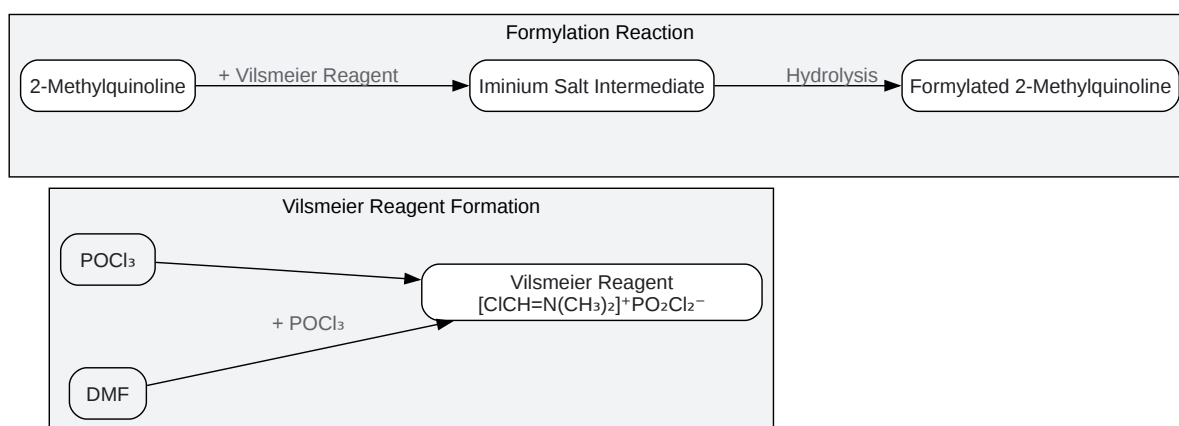 Formylation Reaction
2-Methylquinoline
+ Vilsmeier Reagent
Iminium Salt Intermediate
Hydrolysis
Formylated 2-Methylquinoline
Vilsmeier Reagent Formation
POCl₃
Vilsmeier Reagent
[ClCH=N(CH₃)₂]⁺PO₂Cl₂⁻
+ POCl₃
DMF